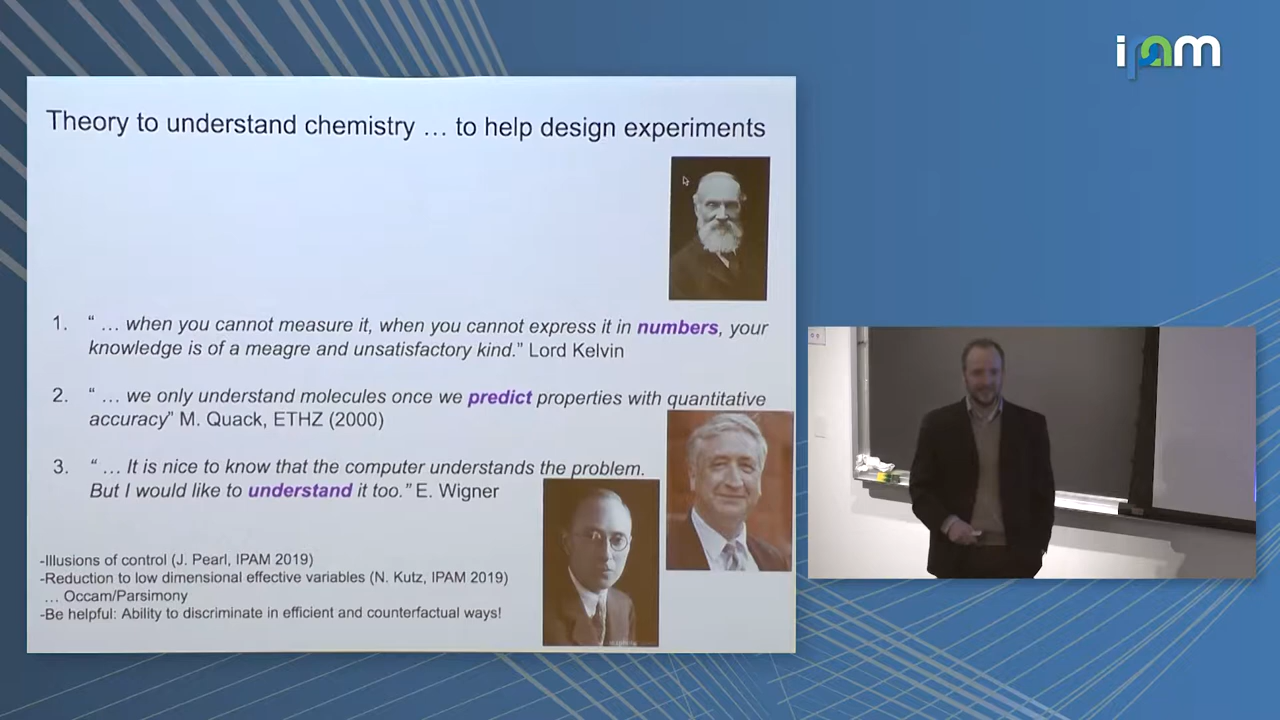 ipam
Theory to understand chemistry … to help design experiments
1. “ … when you cannot measure it, when you cannot express it in numbers, your
knowledge is of a meagre and unsatisfactory kind.” Lord Kelvin
2. “ … we only understand molecules once we predict properties with quantitative
accuracy” M. Quack, ETHZ (2000)
3. “ … It is nice to know that the computer understands the problem.
But I would like to understand it too.” E. Wigner
-Illusions of control (J. Pearl, IPAM 2019)
-Reduction to low dimensional effective variables (N. Kutz, IPAM 2019)
… Occam/Parsimony
-Be helpful: Ability to discriminate in efficient and counterfactual ways!